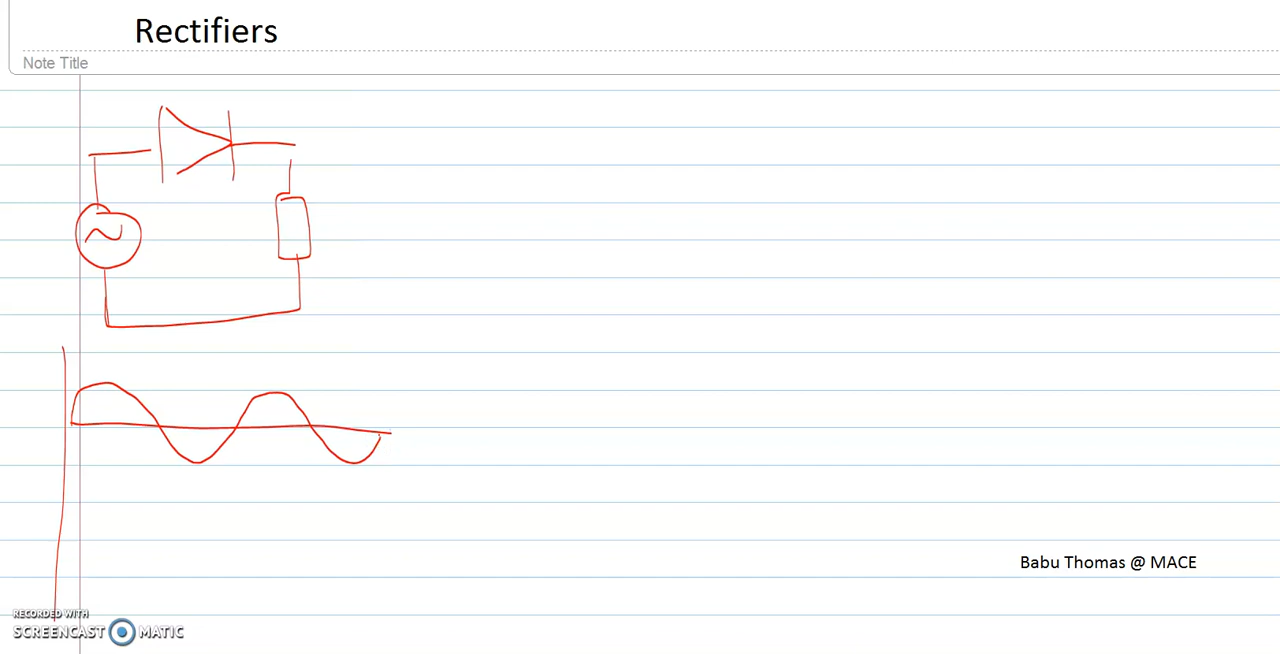 Rectifiers
Note Title
Babu Thomas @ MACE
RECORDED WITH
SCREENCAST MATIC